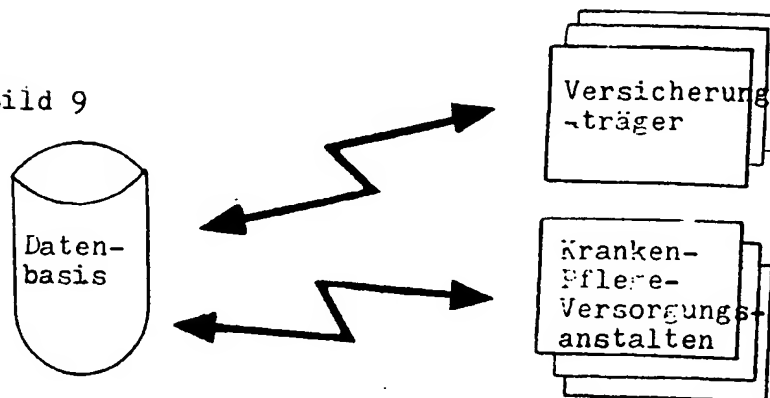 ild 9
Versicherung
-träger
Daten-
basis
Kranken-
Pflege-
Versorgungs-
anstalten